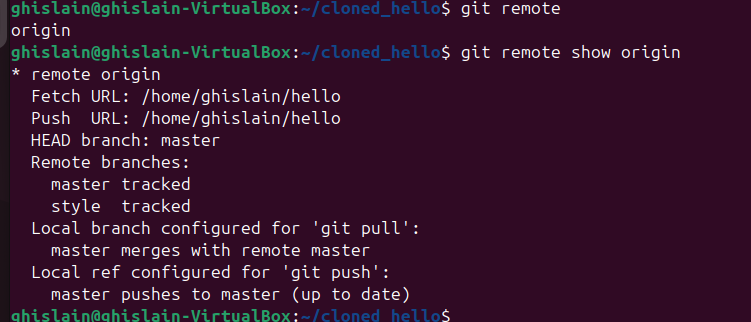 ghislain@ghislain-VirtualBox:~/cloned_hello$ git remote
origin
ghislain@ghislain-VirtualBox:~/cloned_hello$ git remote show origin
* remote origin
  Fetch URL: /home/ghislain/hello
  Push  URL: /home/ghislain/hello
  HEAD branch: master
  Remote branches:
    master tracked
    style  tracked
  Local branch configured for 'git pull':
    master merges with remote master
  Local ref configured for 'git push':
    master pushes to master (up to date)
ghislain@ghislain-VirtualBox:~/cloned_hello$